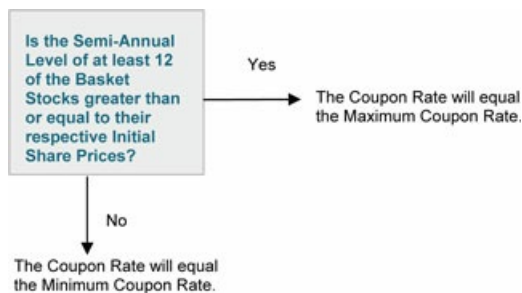 Is the Semi-Annual
Level of at least 12
of the Basket
Stocks greater than
or equal to their
respective Initial
Share Prices?
Yes
The Coupon Rate will equal
the Maximum Coupon Rate.
No
The Coupon Rate will equal
the Minimum Coupon Rate.